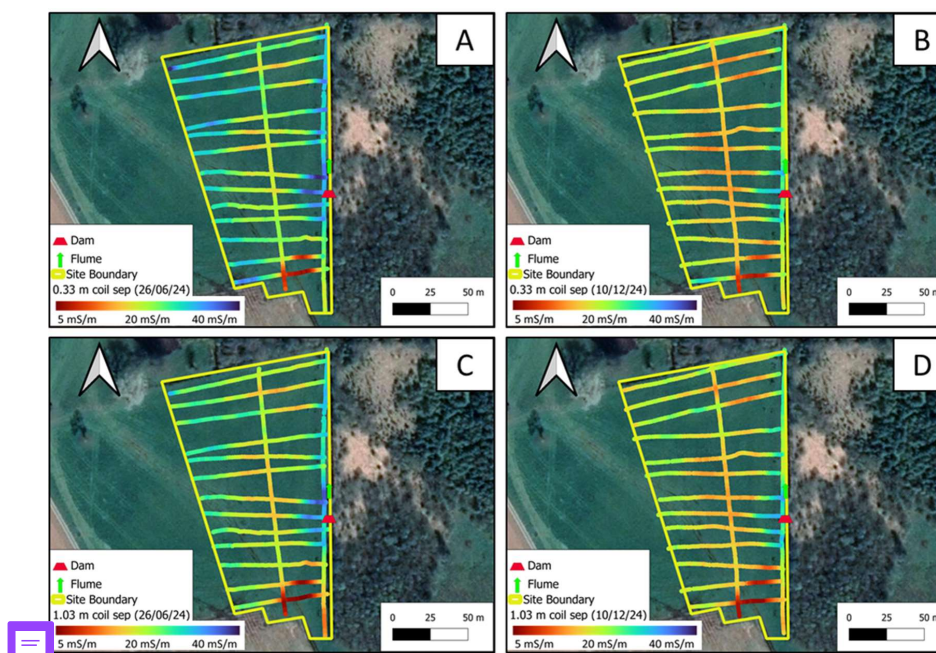 A
Dam
Flume
Site Boundary
0.33 m coil sep (26/06/24)
5 mS/m 20 mS/m 40 mS/m
0 25 50 m
B
Dam
Flume
Site Boundary
0.33 m coil sep (10/12/24)
5 mS/m 20 mS/m 40 mS/m
0 25 50 m
C
Dam
Flume
Site Boundary
1.03 m coil sep (26/06/24)
5 mS/m 20 mS/m 40 mS/m
0 25 50 m
D
Dam
Flume
Site Boundary
1.03 m coil sep (10/12/24)
5 mS/m 20 mS/m 40 mS/m
0 25 50 m